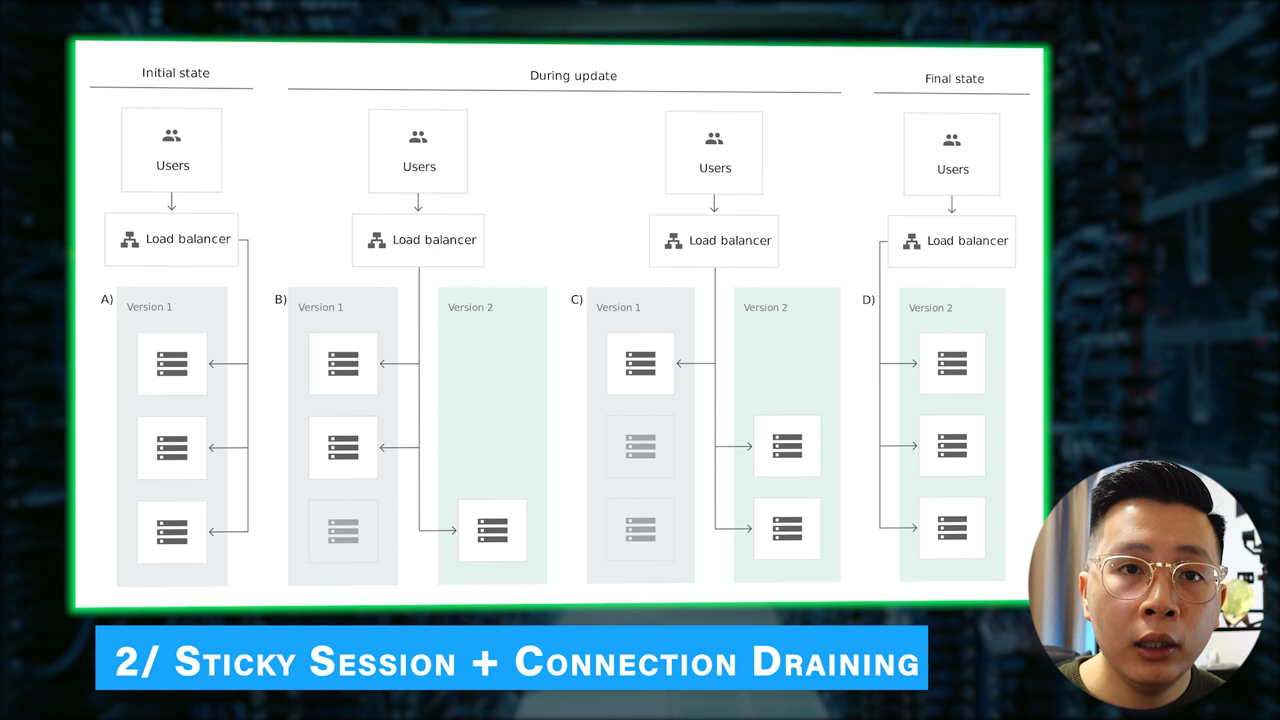 Initial state
During update
Final state
Users
Users
Users
Users
Load balancer
Load balancer
Load balancer
Load balancer
A)
Version 1
B)
Version 1
Version 2
C)
Version 1
Version 2
D)
Version 2
2/ Sticky Session + Connection Draining